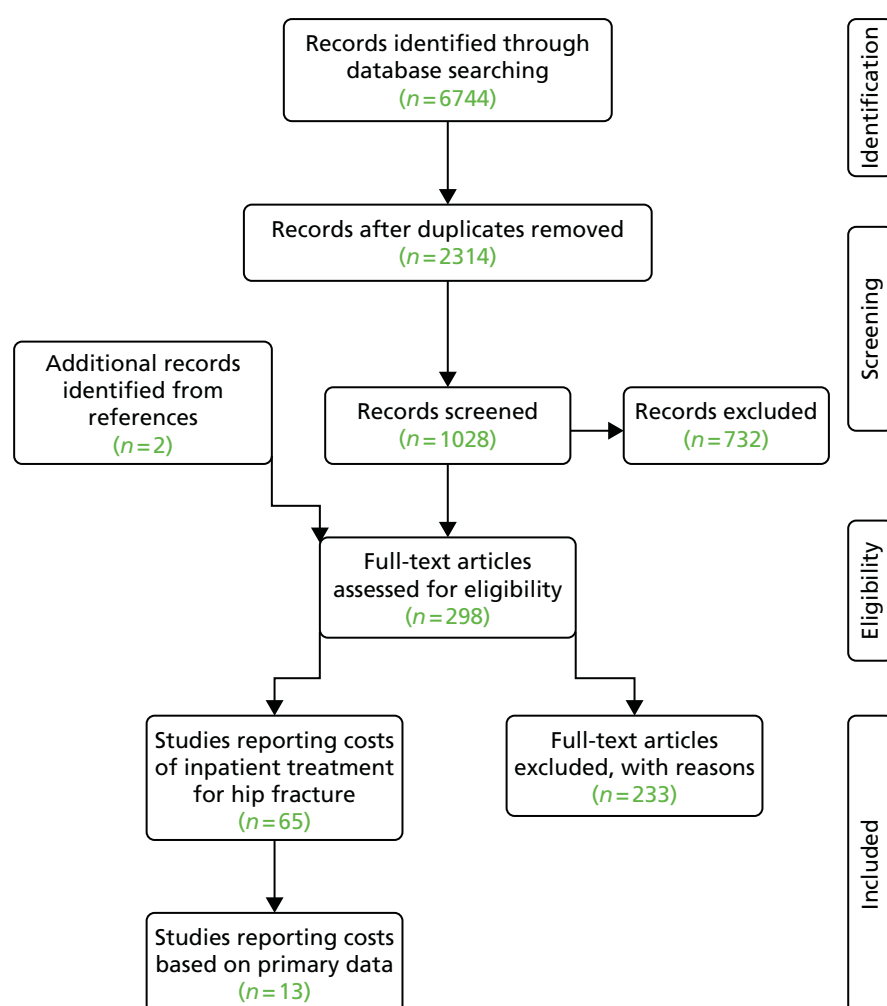 Records identified through
database searching
(n=6744)
Identification
Records after duplicates removed
(n=2314)
Screening
Additional records
identified from
references
(n=2)
Records screened
(n=1028)
Records excluded
(n=732)
Full-text articles
assessed for eligibility
(n=298)
Eligibility
Studies reporting costs
of inpatient treatment
for hip fracture
(n=65)
Full-text articles
excluded, with reasons
(n=233)
Included
Studies reporting costs
based on primary data
(n=13)